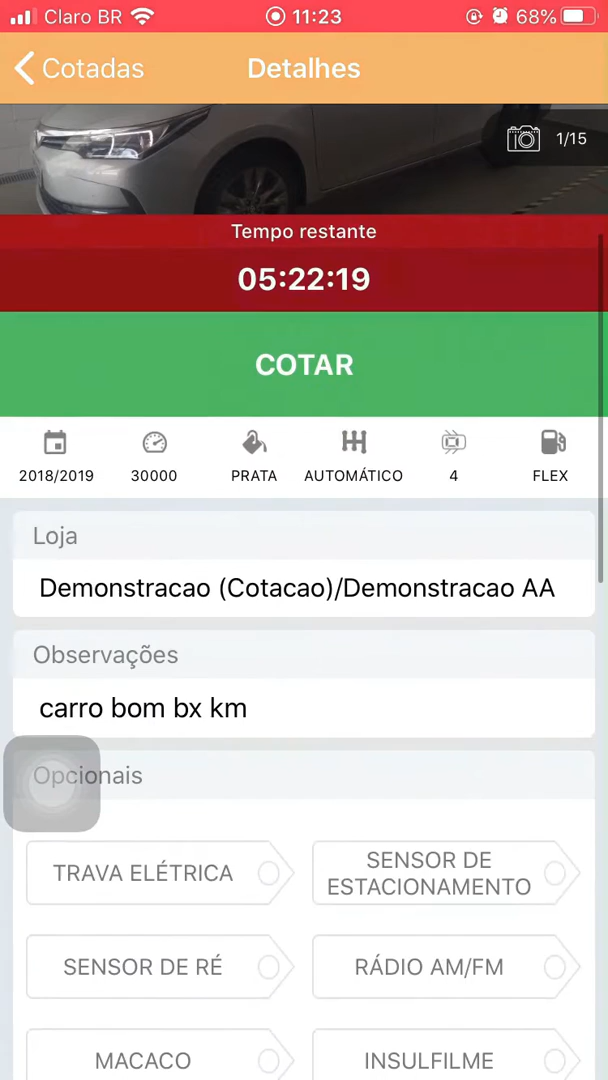 Claro BR 11:23 68%
Cotadas Detalhes
1/15
Tempo restante
05:22:19
COTAR
2018/2019 30000 PRATA AUTOMÁTICO 4 FLEX
Loja
Demonstracao (Cotacao)/Demonstracao AA
Observações
carro bom bx km
Opcionais
TRAVA ELÉTRICA
SENSOR DE
ESTACIONAMENTO
SENSOR DE RÉ RÁDIO AM/FM
MACACO INSULFILME